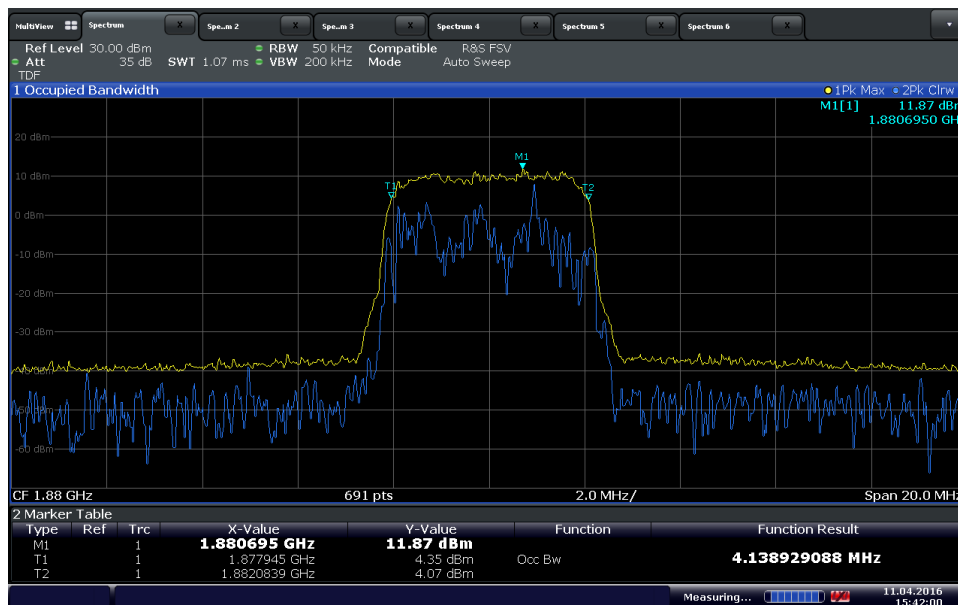 MultiView Spectrum X Spe...m 2 X Spe...m 3 X Spectrum 4 X Spectrum 5 X Spectrum 6 X
Ref Level 30.00 dBm RBW 50 kHz Compatible R&S FSV
Att 35 dB SWT 1.07 ms VBW 200 kHz Mode Auto Sweep
TDF
1 Occupied Bandwidth 1Pk Max 2Pk Clrw
M1[1] 11.87 dBm
1.8806950 GH
20 dBm
M1
10 dBm
T1 T2
0 dBm
-10 dBm
-20 dBm
-30 dBm
-60 dBm
CF 1.88 GHz 691 pts 2.0 MHz/ Span 20.0 MHz
2 Marker Table
Type Ref Trc X-Value Y-Value Function Function Result
M1 1 1.880695 GHz 11.87 dBm
T1 1 1.877945 GHz 4.35 dBm Occ Bw 4.138929088 MHz
T2 1 1.8820839 GHz 4.07 dBm
Measuring... 11.04.2016
15:42:00